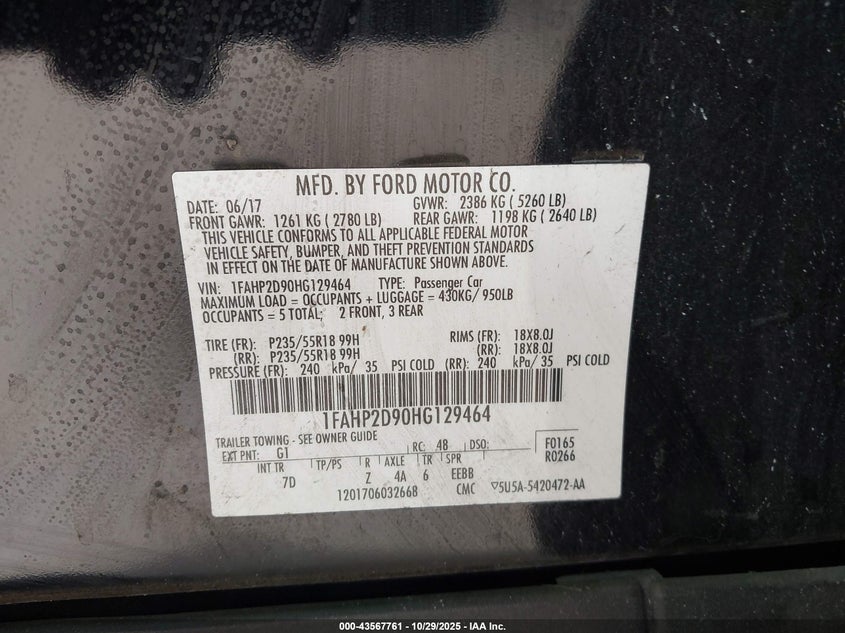 MFD. BY FORD MOTOR CO.
DATE: 06/17 GVWR: 2386 KG ( 5260 LB)
FRONT GAWR: 1261 KG ( 2780 LB) REAR GAWR: 1198 KG ( 2640 LB)
THIS VEHICLE CONFORMS TO ALL APPLICABLE FEDERAL MOTOR
VEHICLE SAFETY, BUMPER, AND THEFT PREVENTION STANDARDS
IN EFFECT ON THE DATE OF MANUFACTURE SHOWN ABOVE.
VIN: 1FAHP2D90HG129464 TYPE: Passenger Car
MAXIMUM LOAD = OCCUPANTS + LUGGAGE = 430KG/ 950LB
OCCUPANTS = 5 TOTAL; 2 FRONT, 3 REAR
TIRE (FR): P235/55R18 99H RIMS (FR): 18X8.0J
(RR): P235/55R18 99H (RR): 18X8.0J
PRESSURE (FR): 240 kPa/ 35 PSI COLD (RR): 240 kPa/ 35 PSI COLD
1FAHP2D90HG129464
TRAILER TOWING - SEE OWNER GUIDE
EXT PNT: G1 RC: 48 DSO: F0165
R0266
INT TR TP/PS R AXLE TR SPR
7D Z 4A 6 EEBB
1201706032668 CMC ▽5U5A-5420472-AA
000-43567761 - 10/29/2025 - IAA Inc.